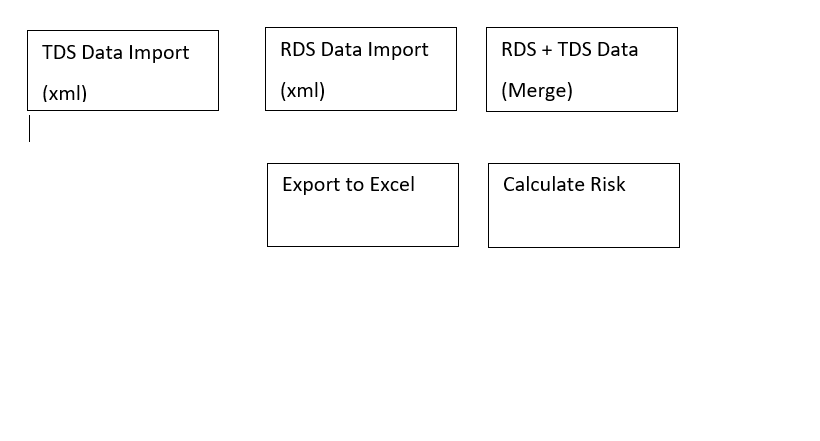 TDS Data Import
(xml)
RDS Data Import
(xml)
RDS + TDS Data
(Merge)
Export to Excel
Calculate Risk